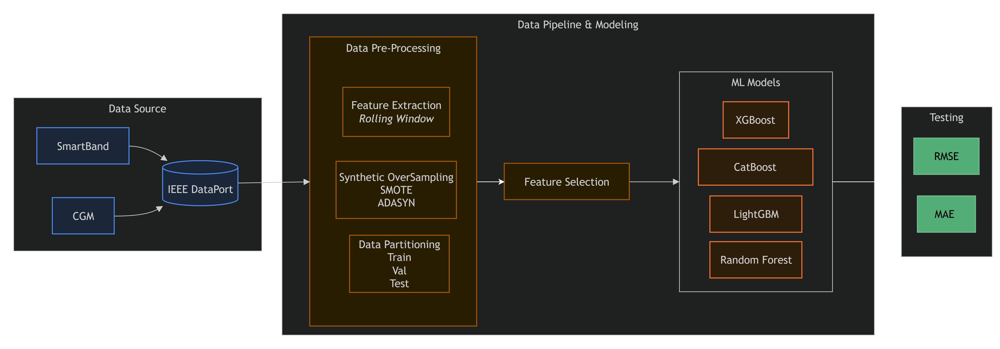 Data Source
SmartBand
CGM
IEEE DataPort
Data Pipeline & Modeling
Data Pre-Processing
Feature Extraction
Rolling Window
Synthetic OverSampling
SMOTE
ADASYN
Data Partitioning
Train
Val
Test
Feature Selection
ML Models
XGBoost
CatBoost
LightGBM
Random Forest
Testing
RMSE
MAE